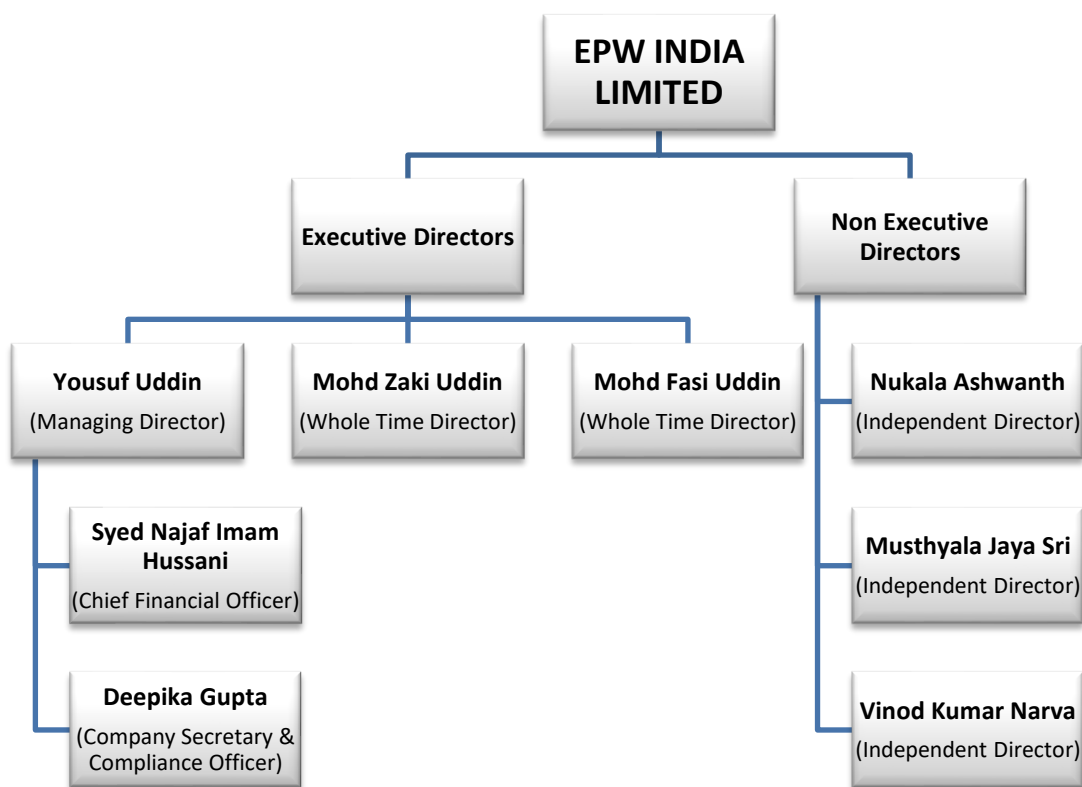 EPW INDIA
LIMITED
Executive Directors
Non Executive
Directors
Yousuf Uddin
(Managing Director)
Mohd Zaki Uddin
(Whole Time Director)
Mohd Fasi Uddin
(Whole Time Director)
Nukala Ashwanth
(Independent Director)
Syed Najaf Imam
Hussani
(Chief Financial Officer)
Musthyala Jaya Sri
(Independent Director)
Deepika Gupta
(Company Secretary &
Compliance Officer)
Vinod Kumar Narva
(Independent Director)